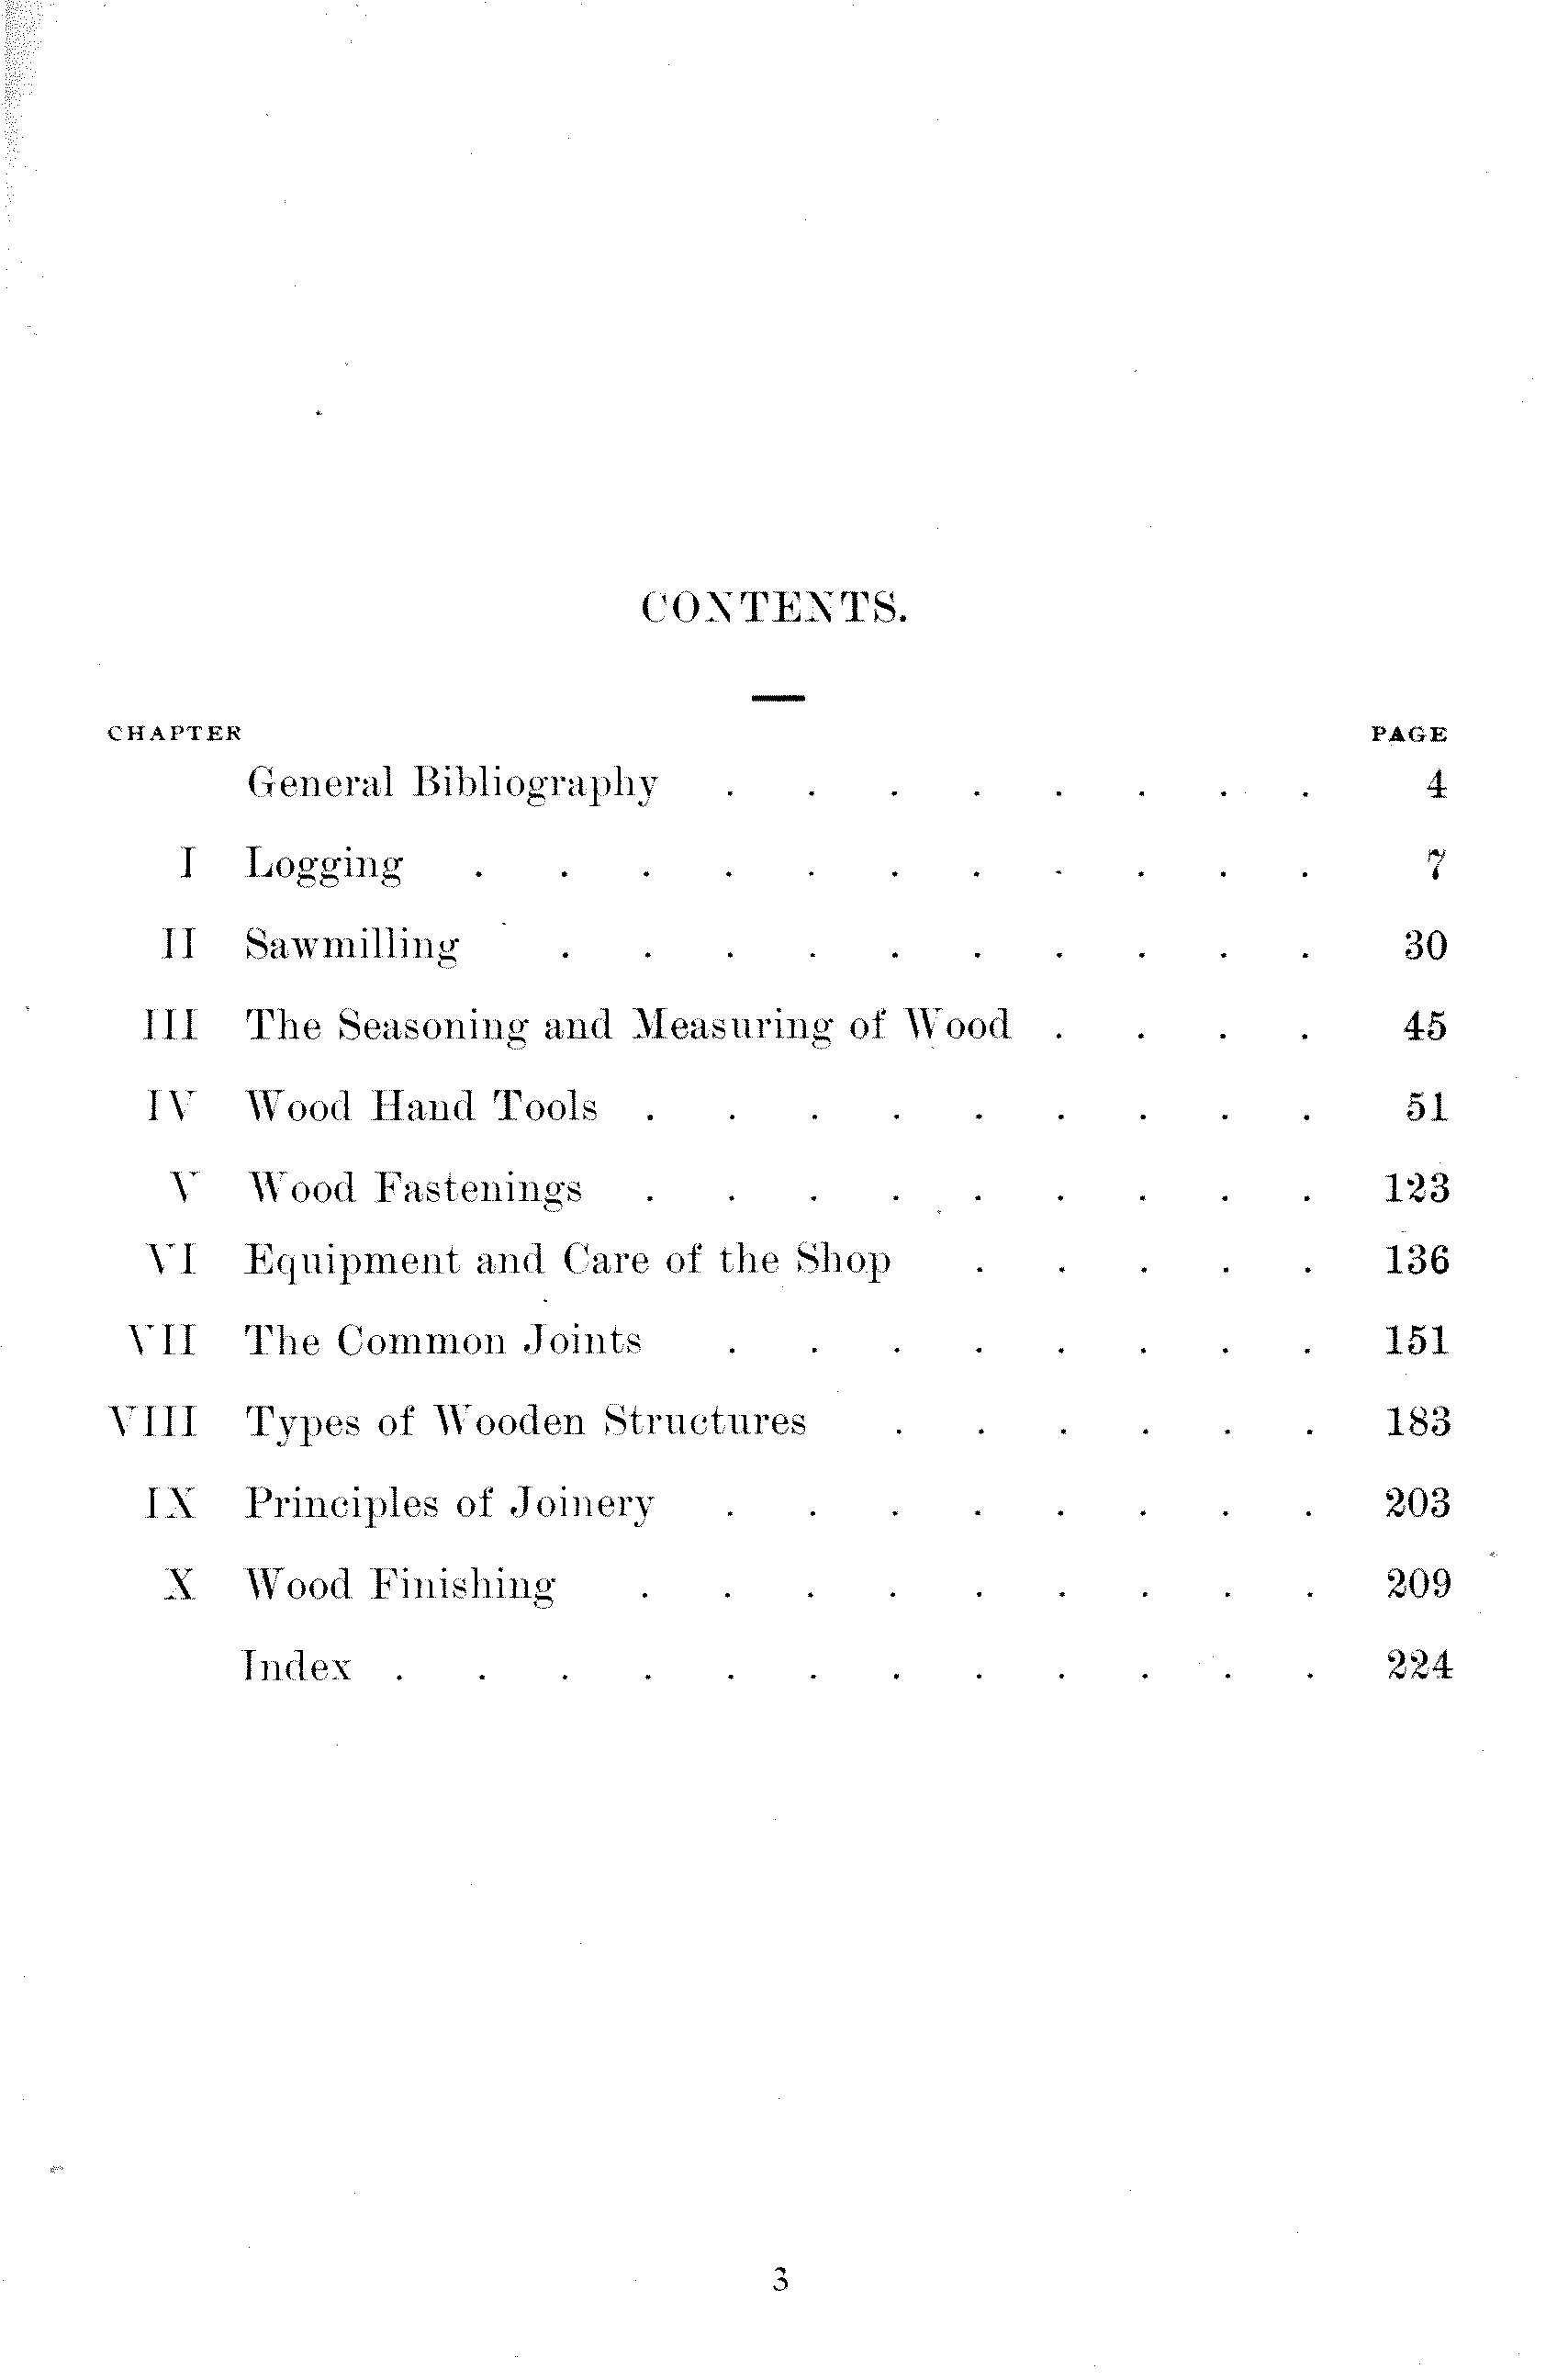 CONTENTS.
CHAPTER PAGE
General Bibliography . . . . . . . . 4
I Logging . . . . . . . . . . . 7
II Sawmilling . . . . . . . . . . 30
III The Seasoning and Measuring of Wood . . . . 45
IV Wood Hand Tools . . . . . . . . . 51
V Wood Fastenings . . . . . . . . . 123
VI Equipment and Care of the Shop . . . . . 136
VII The Common Joints . . . . . . . . 151
VIII Types of Wooden Structures . . . . . . 183
IX Principles of Joinery . . . . . . . . 203
X Wood Finishing . . . . . . . . . 209
Index . . . . . . . . . . . . 224
3